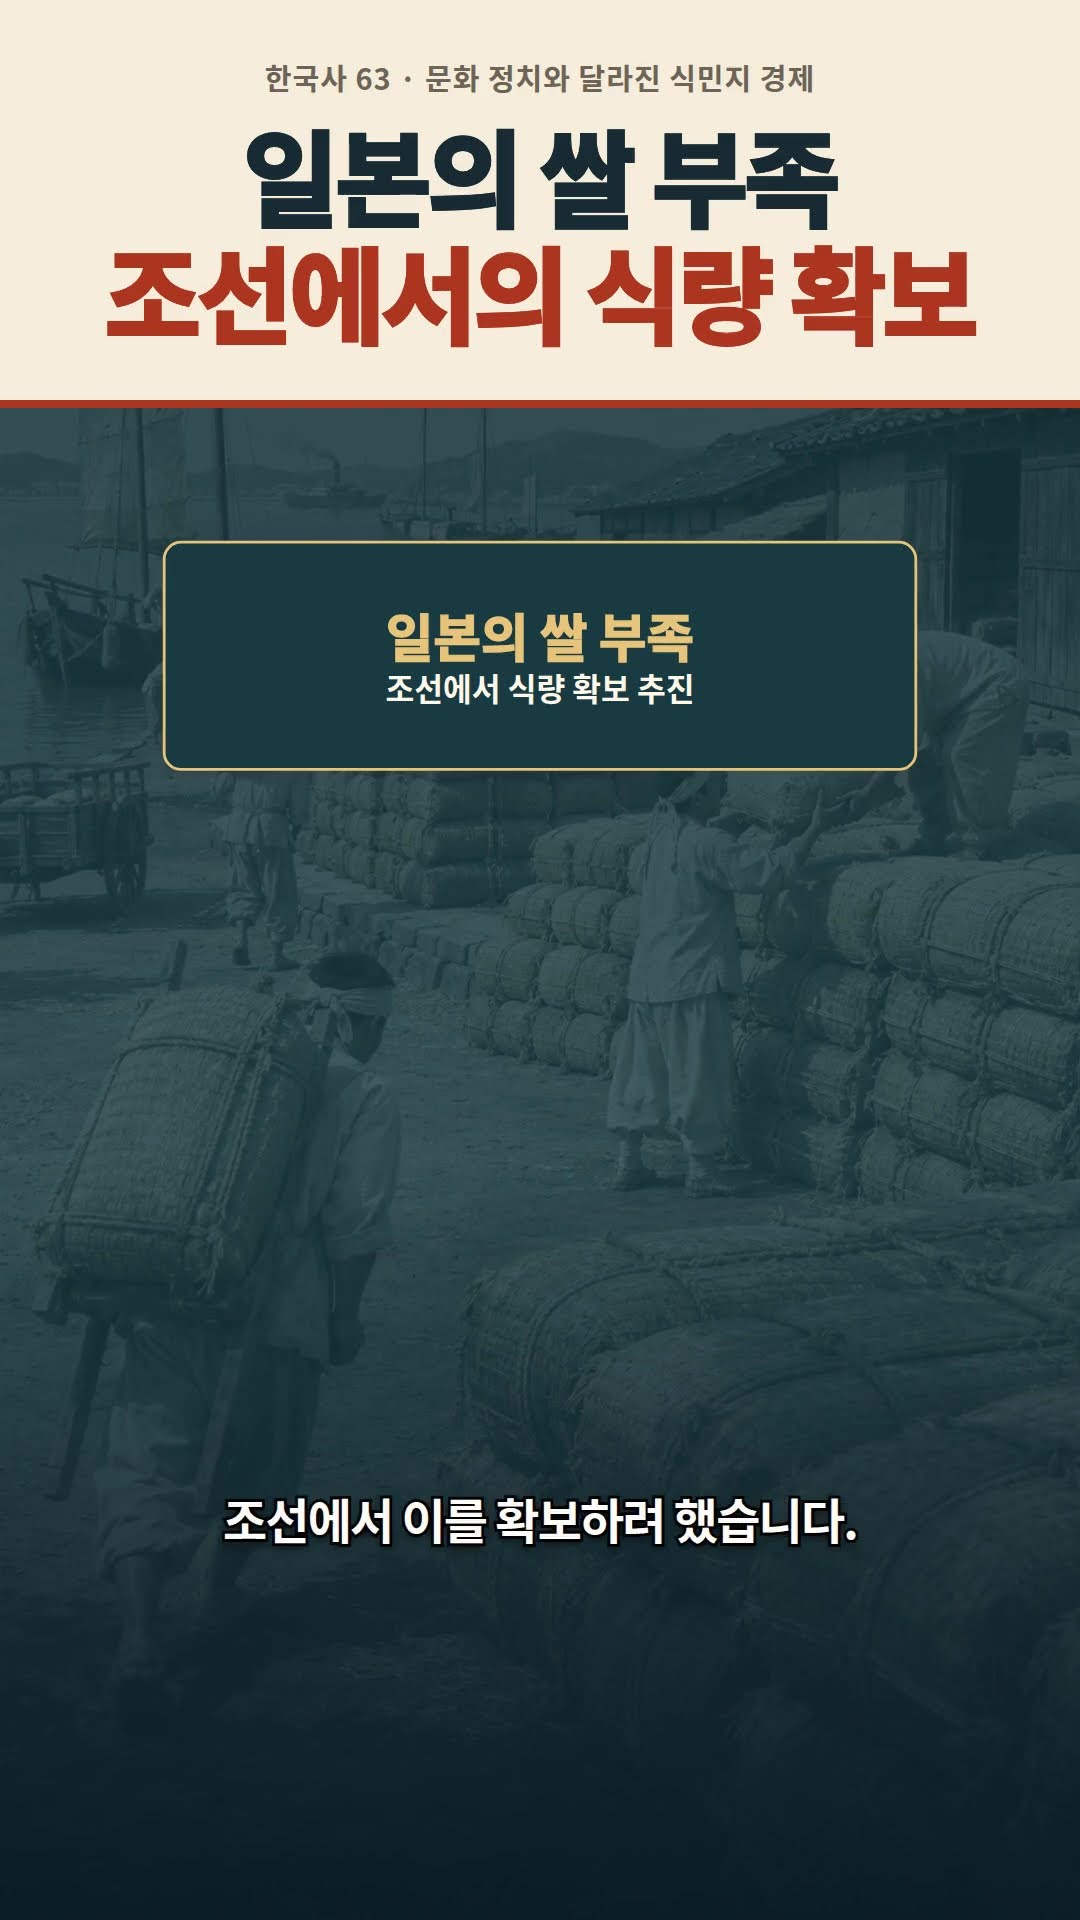 한국사 63 · 문화 정치와 달라진 식민지 경제
일본의 쌀 부족
조선에서의 식량 확보
일본의 쌀 부족
조선에서 식량 확보 추진
조선에서 이를 확보하려 했습니다.